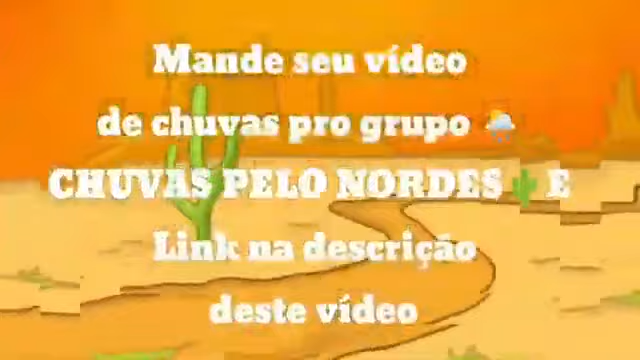 Mande seu vídeo
de chuvas pro grupo 🌦
CHUVAS PELO NORDES🌵E
Link na descrição
deste vídeo